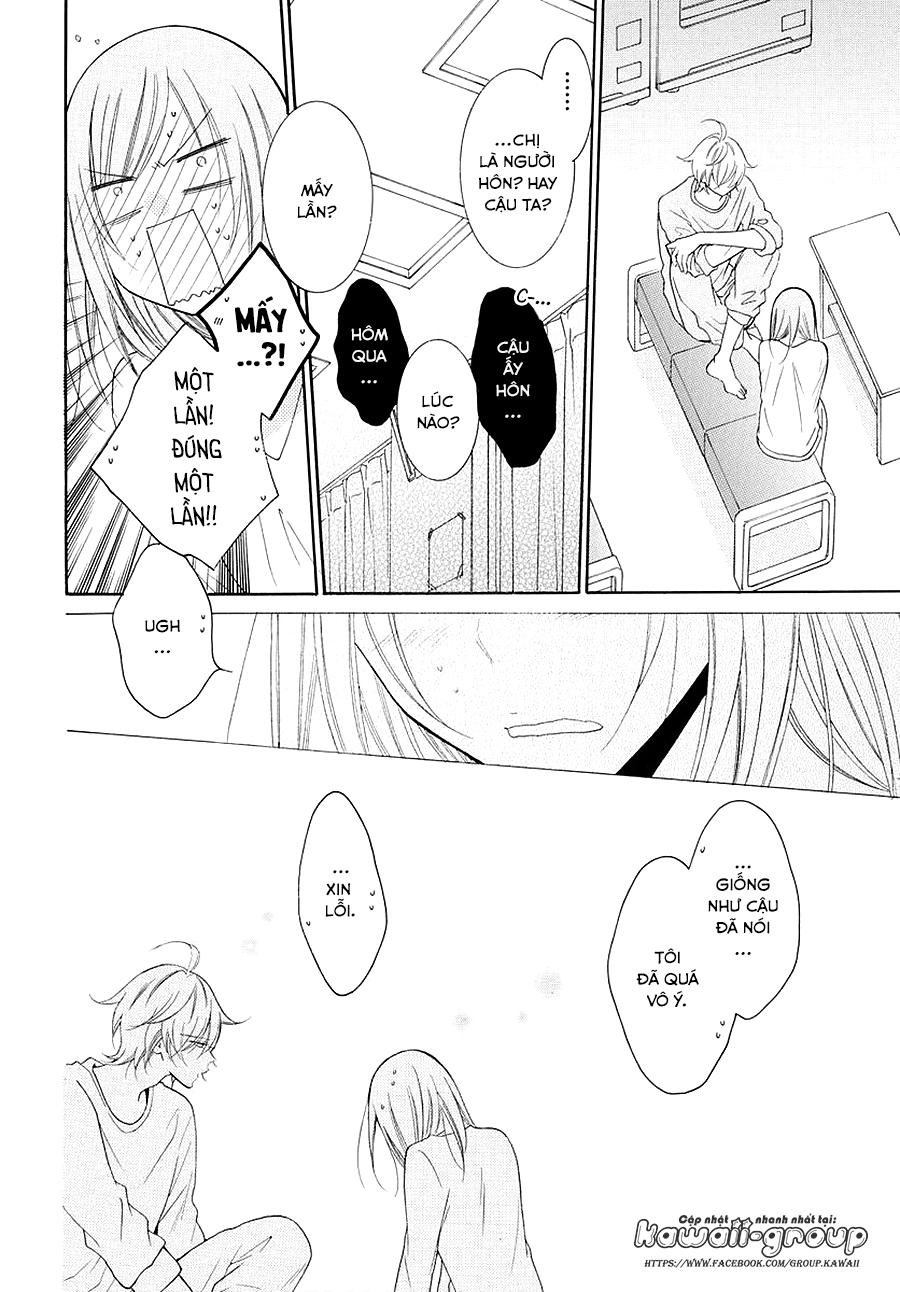 ......
...CHỊ
LÀ NGƯỜI
HÔN? HAY
CẬU TA?
C-...
CẬU
ẤY HÔN
...
LÚC
NÀO?
HÔM
QUA
...
MẤY
LẦN?
MẤY
...?!
MỘT
LẦN!
ĐÚNG
MỘT
LẦN!!
UGH
...
...
GIỐNG
NHƯ CẬU
ĐÃ NÓI
...
TÔI
ĐÃ QUÁ
VÔ Ý.
...
XIN
LỖI.
Cập nhật nhanh nhất tại:
kawaii-group
HTTPS://WWW.FACEBOOK.COM/GROUP.KAWAII